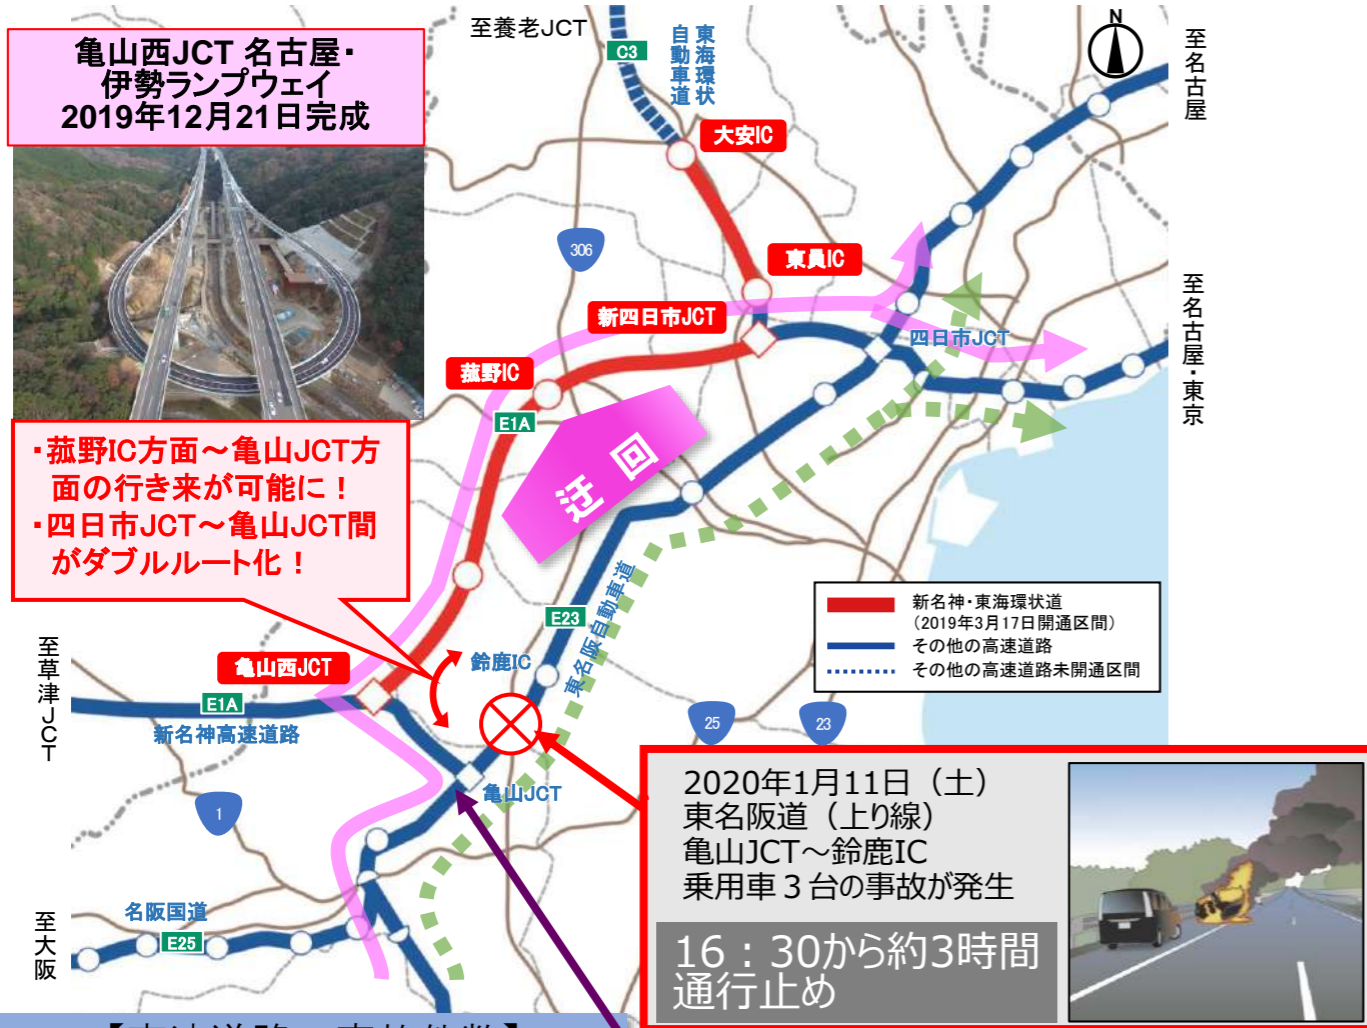 亀山西JCT 名古屋・
伊勢ランプウェイ
2019年12月21日完成
至養老JCT
C3
東海環状
自動車道
N
至名古屋
大安IC
306
東員IC
新四日市JCT
四日市JCT
至名古屋・東京
菰野IC
E1A
迂回
・菰野IC方面～亀山JCT方
面の行き来が可能に！
・四日市JCT～亀山JCT間
がダブルルート化！
新名神・東海環状道
（2019年3月17日開通区間）
その他の高速道路
その他の高速道路未開通区間
E23
東名阪自動車道
鈴鹿IC
亀山西JCT
至草津JCT
E1A
新名神高速道路
25
23
亀山JCT
1
2020年1月11日（土）
東名阪道（上り線）
亀山JCT～鈴鹿IC
乗用車３台の事故が発生
16：30から約3時間
通行止め
名阪国道
E25
至大阪